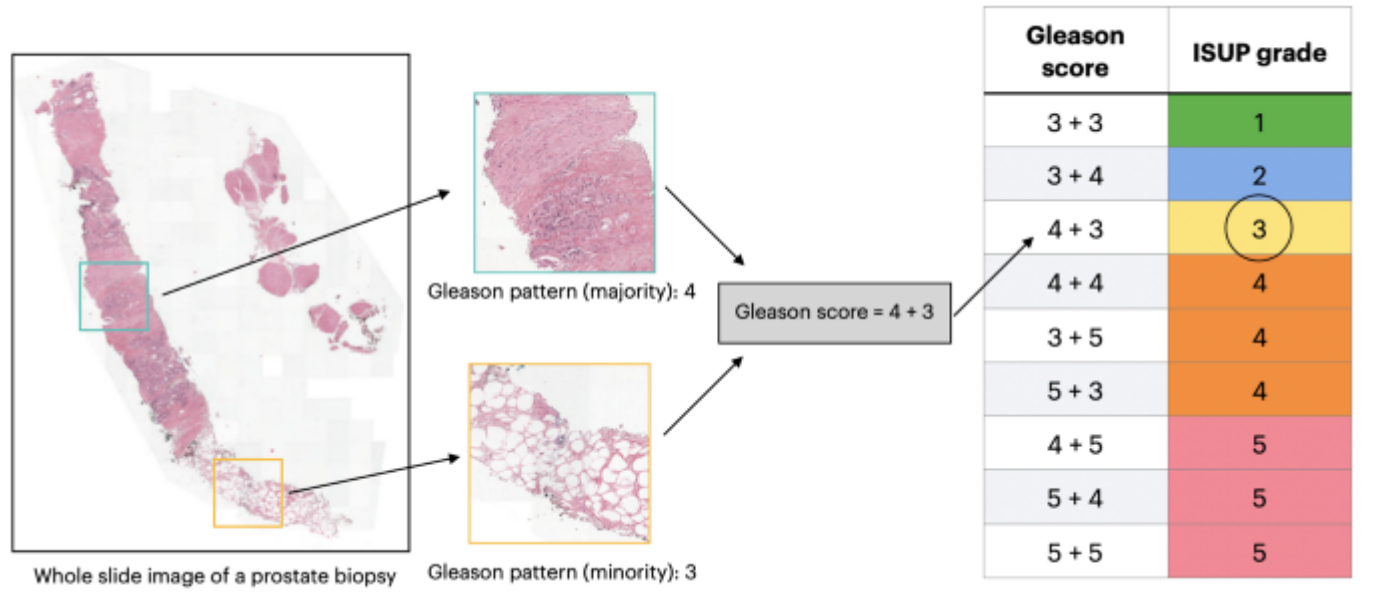 Gleason score
ISUP grade
3 + 3
1
3 + 4
2
4 + 3
3
4 + 4
4
3 + 5
4
5 + 3
4
4 + 5
5
5 + 4
5
5 + 5
5
Gleason pattern (majority): 4
Gleason score = 4 + 3
Gleason pattern (minority): 3
Whole slide image of a prostate biopsy